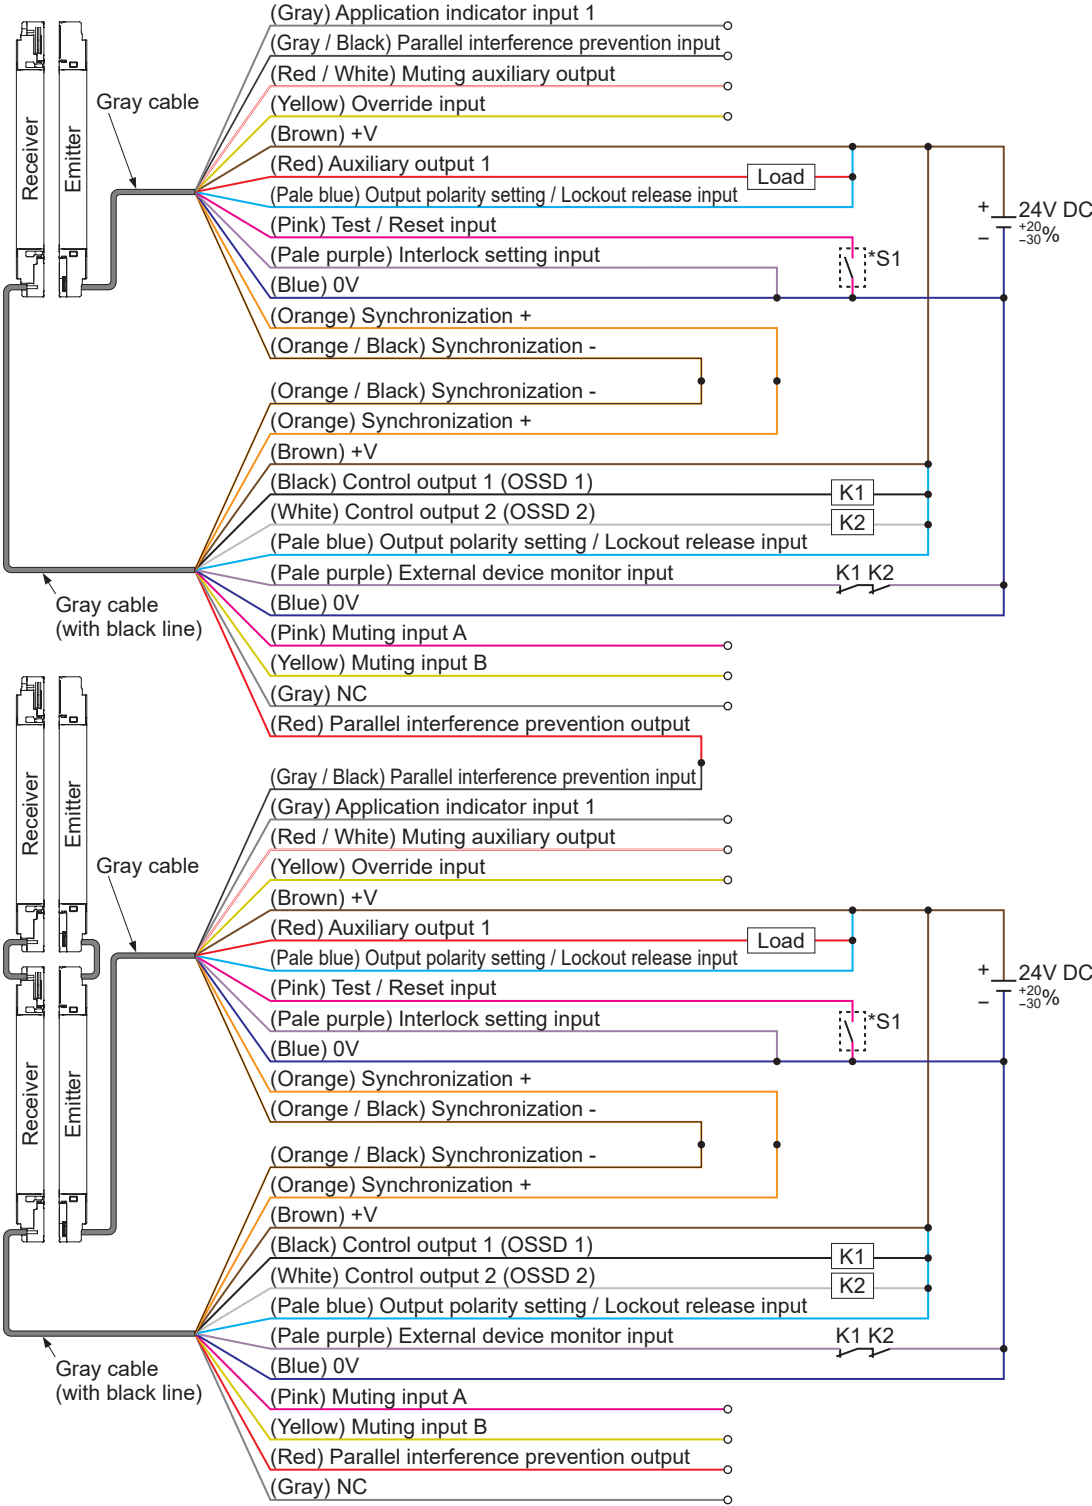 (Gray) Application indicator input 1
(Gray / Black) Parallel interference prevention input
(Red / White) Muting auxiliary output
Gray cable
(Yellow) Override input
(Brown) +V
Receiver
Emitter
(Red) Auxiliary output 1
Load
(Pale blue) Output polarity setting / Lockout release input
+
24V DC
+20
-30%
−
(Pink) Test / Reset input
(Pale purple) Interlock setting input
*S1
(Blue) 0V
(Orange) Synchronization +
(Orange / Black) Synchronization -
(Orange / Black) Synchronization -
(Orange) Synchronization +
(Brown) +V
(Black) Control output 1 (OSSD 1)
K1
(White) Control output 2 (OSSD 2)
K2
(Pale blue) Output polarity setting / Lockout release input
(Pale purple) External device monitor input
K1 K2
Gray cable
(with black line)
(Blue) 0V
(Pink) Muting input A
(Yellow) Muting input B
(Gray) NC
(Red) Parallel interference prevention output
(Gray / Black) Parallel interference prevention input
(Gray) Application indicator input 1
Receiver
Emitter
(Red / White) Muting auxiliary output
Gray cable
(Yellow) Override input
(Brown) +V
(Red) Auxiliary output 1
Load
(Pale blue) Output polarity setting / Lockout release input
+
24V DC
+20
-30%
−
(Pink) Test / Reset input
(Pale purple) Interlock setting input
*S1
(Blue) 0V
Receiver
Emitter
(Orange) Synchronization +
(Orange / Black) Synchronization -
(Orange / Black) Synchronization -
(Orange) Synchronization +
(Brown) +V
(Black) Control output 1 (OSSD 1)
K1
(White) Control output 2 (OSSD 2)
K2
(Pale blue) Output polarity setting / Lockout release input
(Pale purple) External device monitor input
K1 K2
Gray cable
(with black line)
(Blue) 0V
(Pink) Muting input A
(Yellow) Muting input B
(Red) Parallel interference prevention output
(Gray) NC